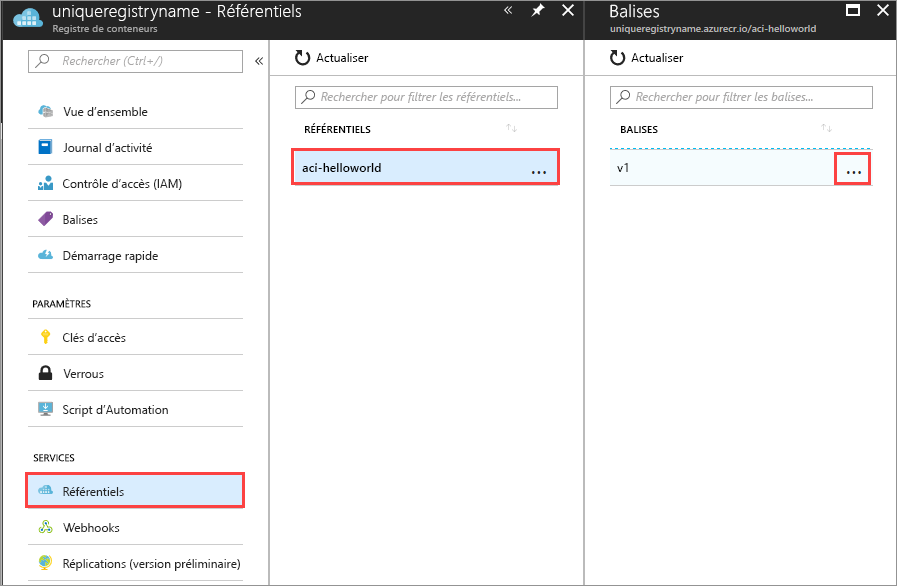 uniqueregistryname - Référentiels
Registre de conteneurs
Rechercher (Ctrl+/)
Vue d'ensemble
Journal d'activité
Contrôle d'accès (IAM)
Balises
Démarrage rapide
PARAMÈTRES
Clés d'accès
Verrous
Script d'Automation
SERVICES
Référentiels
Webhooks
Réplications (version préliminaire)
Actualiser
Rechercher pour filtrer les référentiels...
RÉFÉRENTIELS
aci-helloworld
...
Balises
uniqueregistryname.azurecr.io/aci-helloworld
Actualiser
Rechercher pour filtrer les balises...
BALISES
v1
...